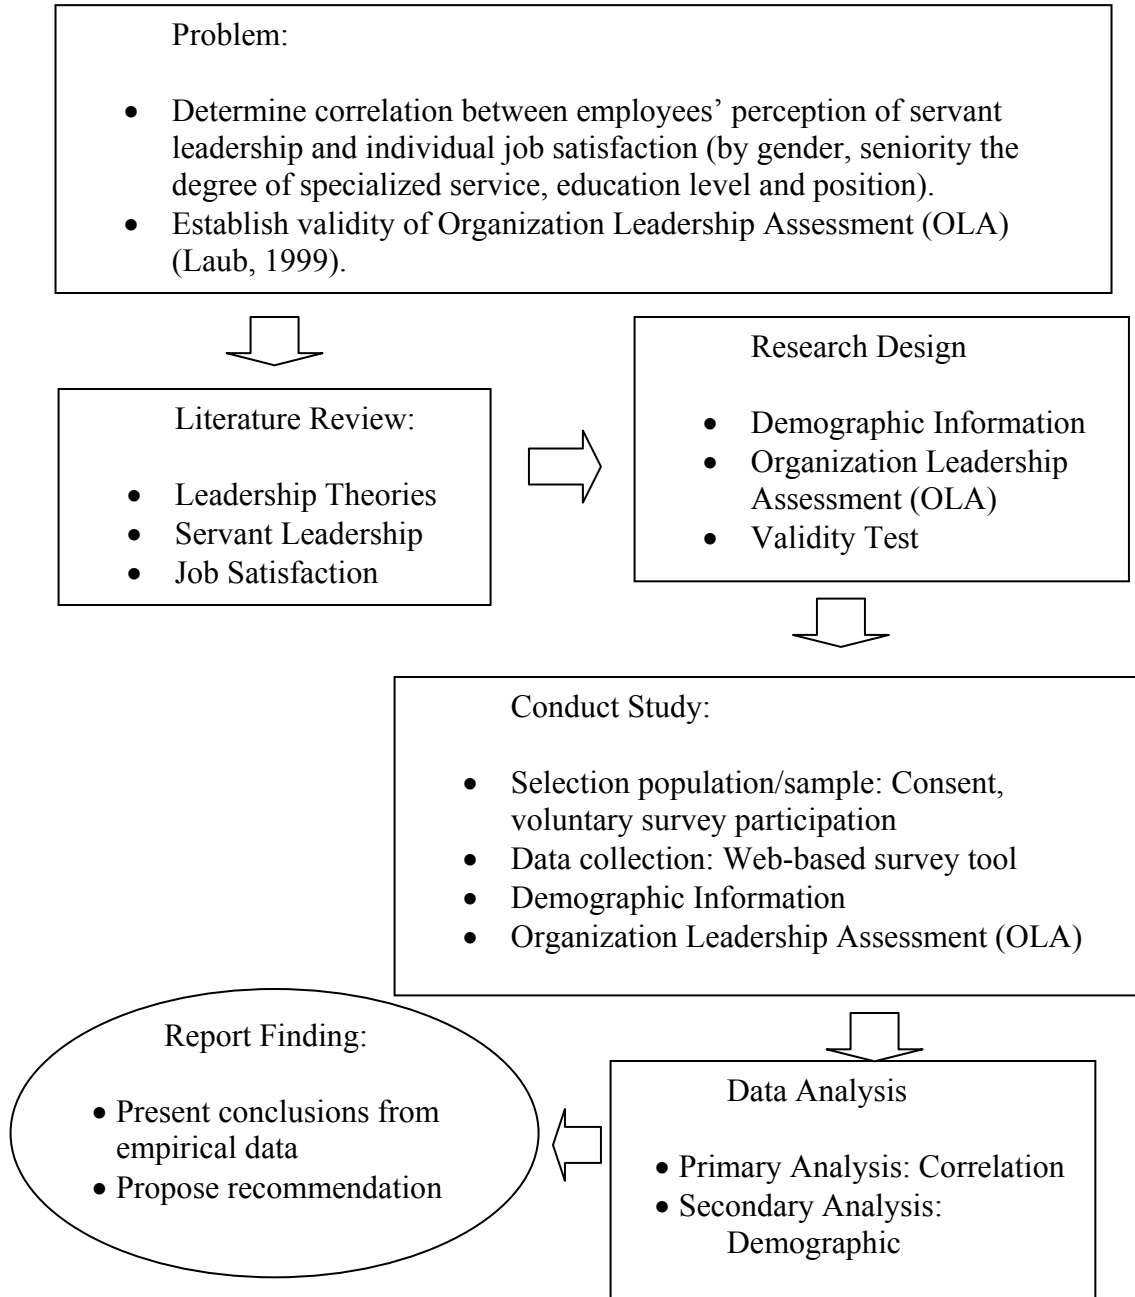 Problem:
• Determine correlation between employees’ perception of servant
leadership and individual job satisfaction (by gender, seniority the
degree of specialized service, education level and position).
• Establish validity of Organization Leadership Assessment (OLA)
(Laub, 1999).
Literature Review:
• Leadership Theories
• Servant Leadership
• Job Satisfaction
Research Design
• Demographic Information
• Organization Leadership
Assessment (OLA)
• Validity Test
Conduct Study:
• Selection population/sample: Consent,
voluntary survey participation
• Data collection: Web-based survey tool
• Demographic Information
• Organization Leadership Assessment (OLA)
Data Analysis
• Primary Analysis: Correlation
• Secondary Analysis:
Demographic
Report Finding:
• Present conclusions from
empirical data
• Propose recommendation